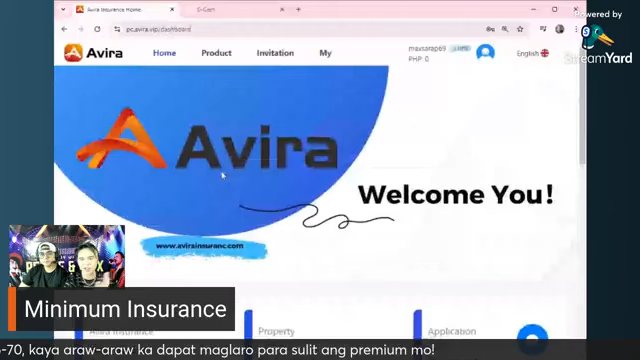 Avira Insurance Home
G-Cash
Powered by
StreamYard
pc.avira.vip/dashboard
Avira
Home
Product
Invitation
My
mavsarap69
PHP: 0
English
Avira
Welcome You!
www.avirainsuranc.com
Minimum Insurance
Avira Insurance
Property
Application
-70, kaya araw-araw ka dapat maglaro para sulit ang premium mo!